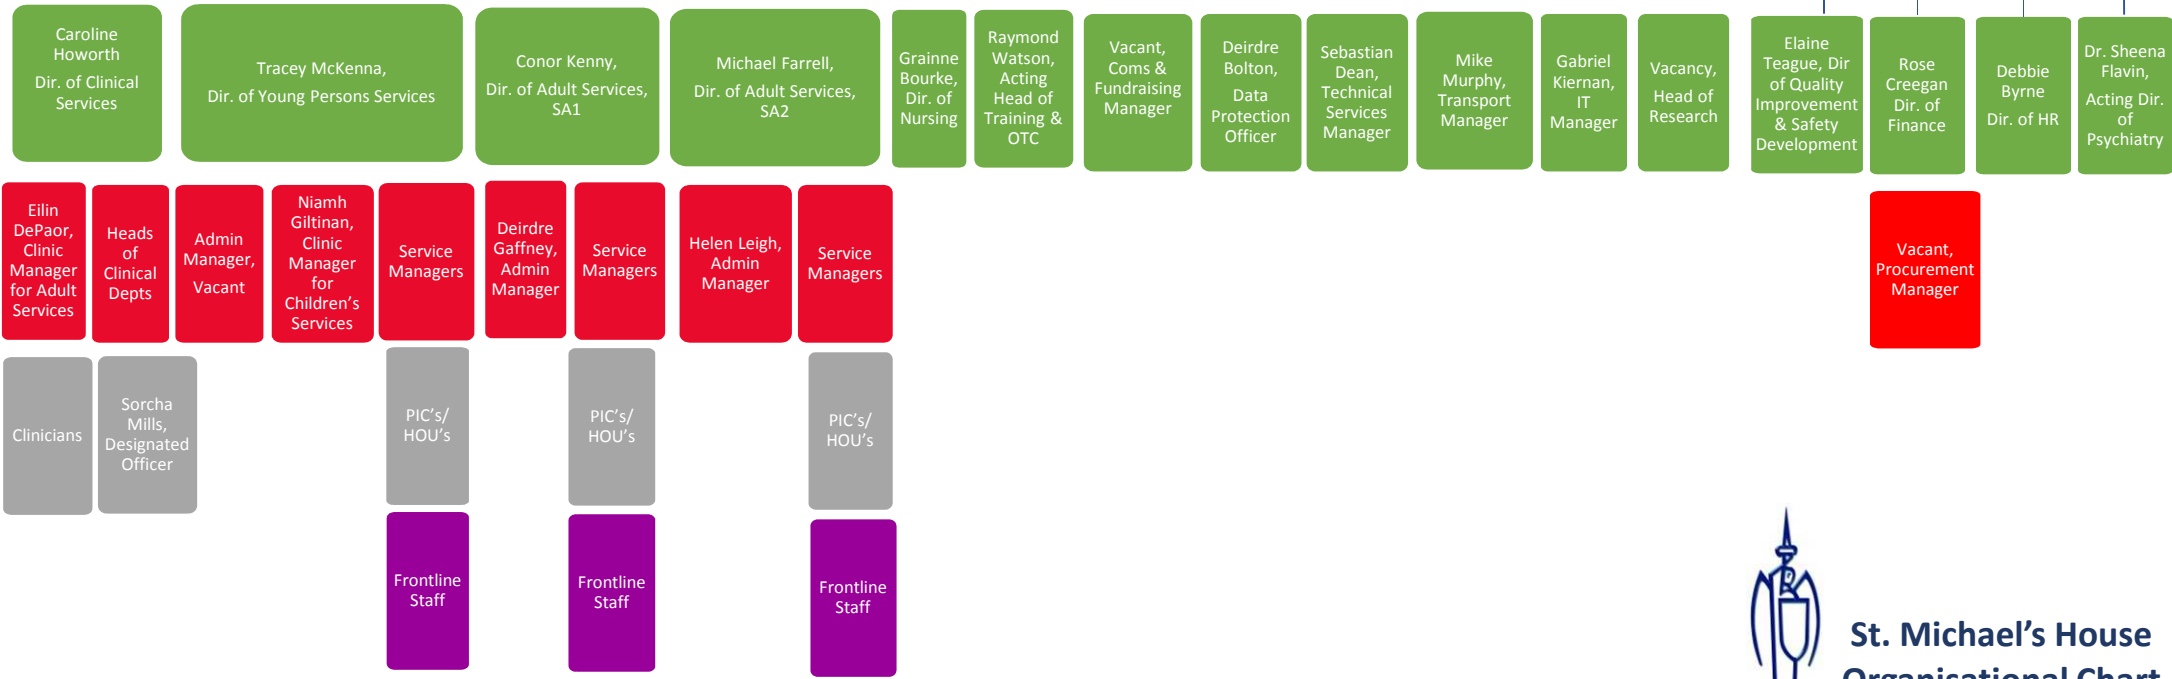 Caroline
Howorth
Dir. of Clinical
Services
Tracey McKenna,
Dir. of Young Persons Services
Conor Kenny,
Dir. of Adult Services,
SA1
Michael Farrell,
Dir. of Adult Services,
SA2
Grainne
Bourke,
Dir. of
Nursing
Raymond
Watson,
Acting
Head of
Training &
OTC
Vacant,
Coms &
Fundraising
Manager
Deirdre
Bolton,
Data
Protection
Officer
Sebastian
Dean,
Technical
Services
Manager
Mike
Murphy,
Transport
Manager
Gabriel
Kiernan,
IT
Manager
Vacancy,
Head of
Research
Elaine
Teague, Dir
of Quality
Improvement
& Safety
Development
Rose
Creegan
Dir. of
Finance
Debbie
Byrne
Dir. of HR
Dr. Sheena
Flavin,
Acting Dir.
of
Psychiatry
Eilin
DePaor,
Clinic
Manager
for Adult
Services
Heads
of
Clinical
Depts
Admin
Manager,
Vacant
Niamh
Giltinan,
Clinic
Manager
for
Children’s
Services
Service
Managers
Deirdre
Gaffney,
Admin
Manager
Service
Managers
Helen Leigh,
Admin
Manager
Service
Managers
Vacant,
Procurement
Manager
Clinicians
Sorcha
Mills,
Designated
Officer
PIC’s/
HOU’s
PIC’s/
HOU’s
PIC’s/
HOU’s
Frontline
Staff
Frontline
Staff
Frontline
Staff
St. Michael’s House
Organisational Chart